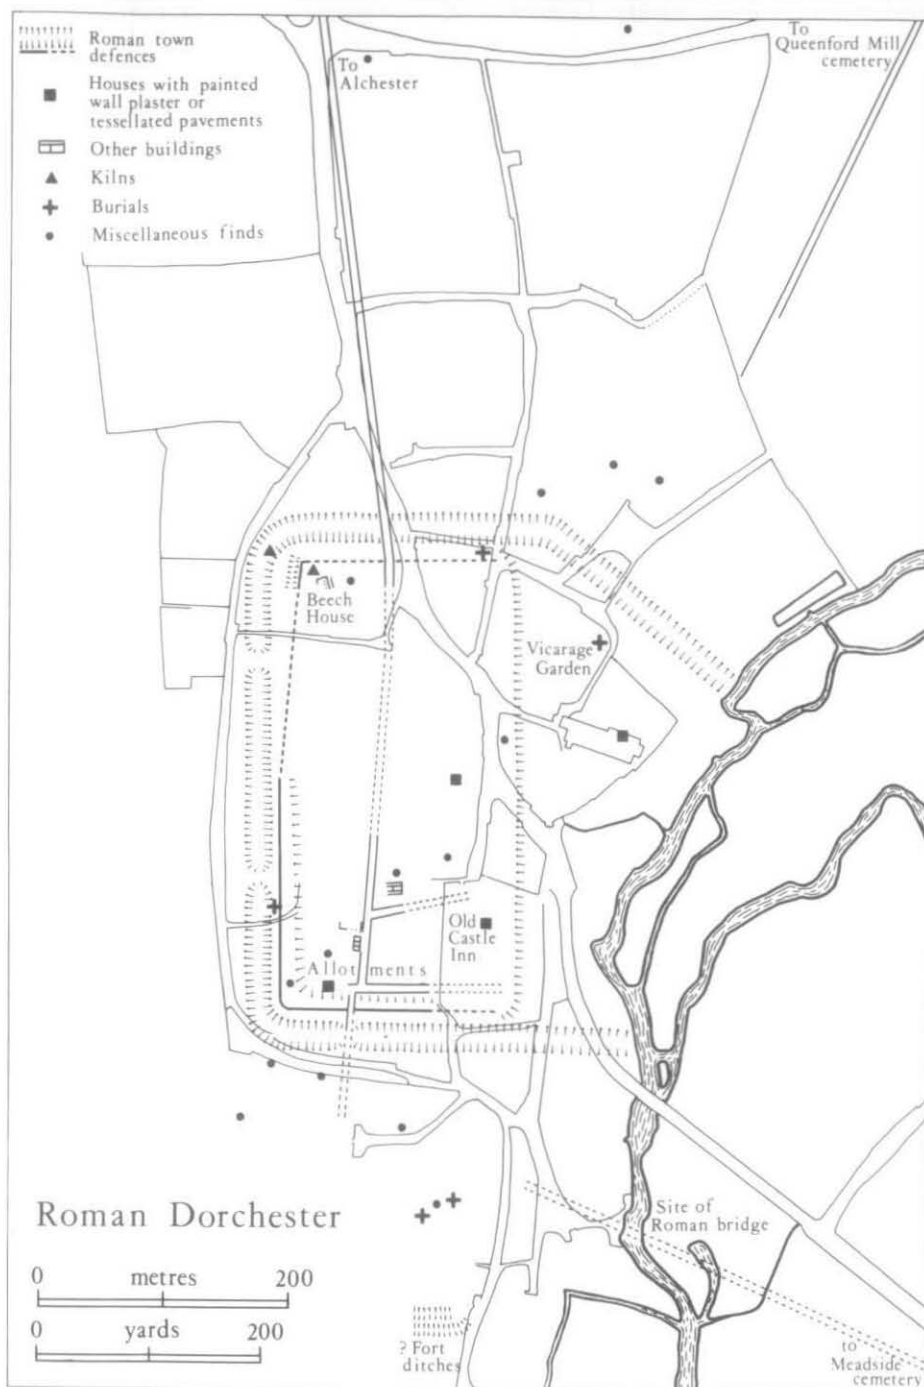 Roman town
defences
Houses with painted
wall plaster or
tessellated pavements
Other buildings
Kilns
Burials
Miscellaneous finds
To
Alchester
To
Queenford Mill
cemetery
Beech
House
Vicarage
Garden
Old
Castle
Inn
Allotments
Roman Dorchester
0 metres 200
0 yards 200
Site of
Roman bridge
? Fort
ditches
to
Meadside
cemetery